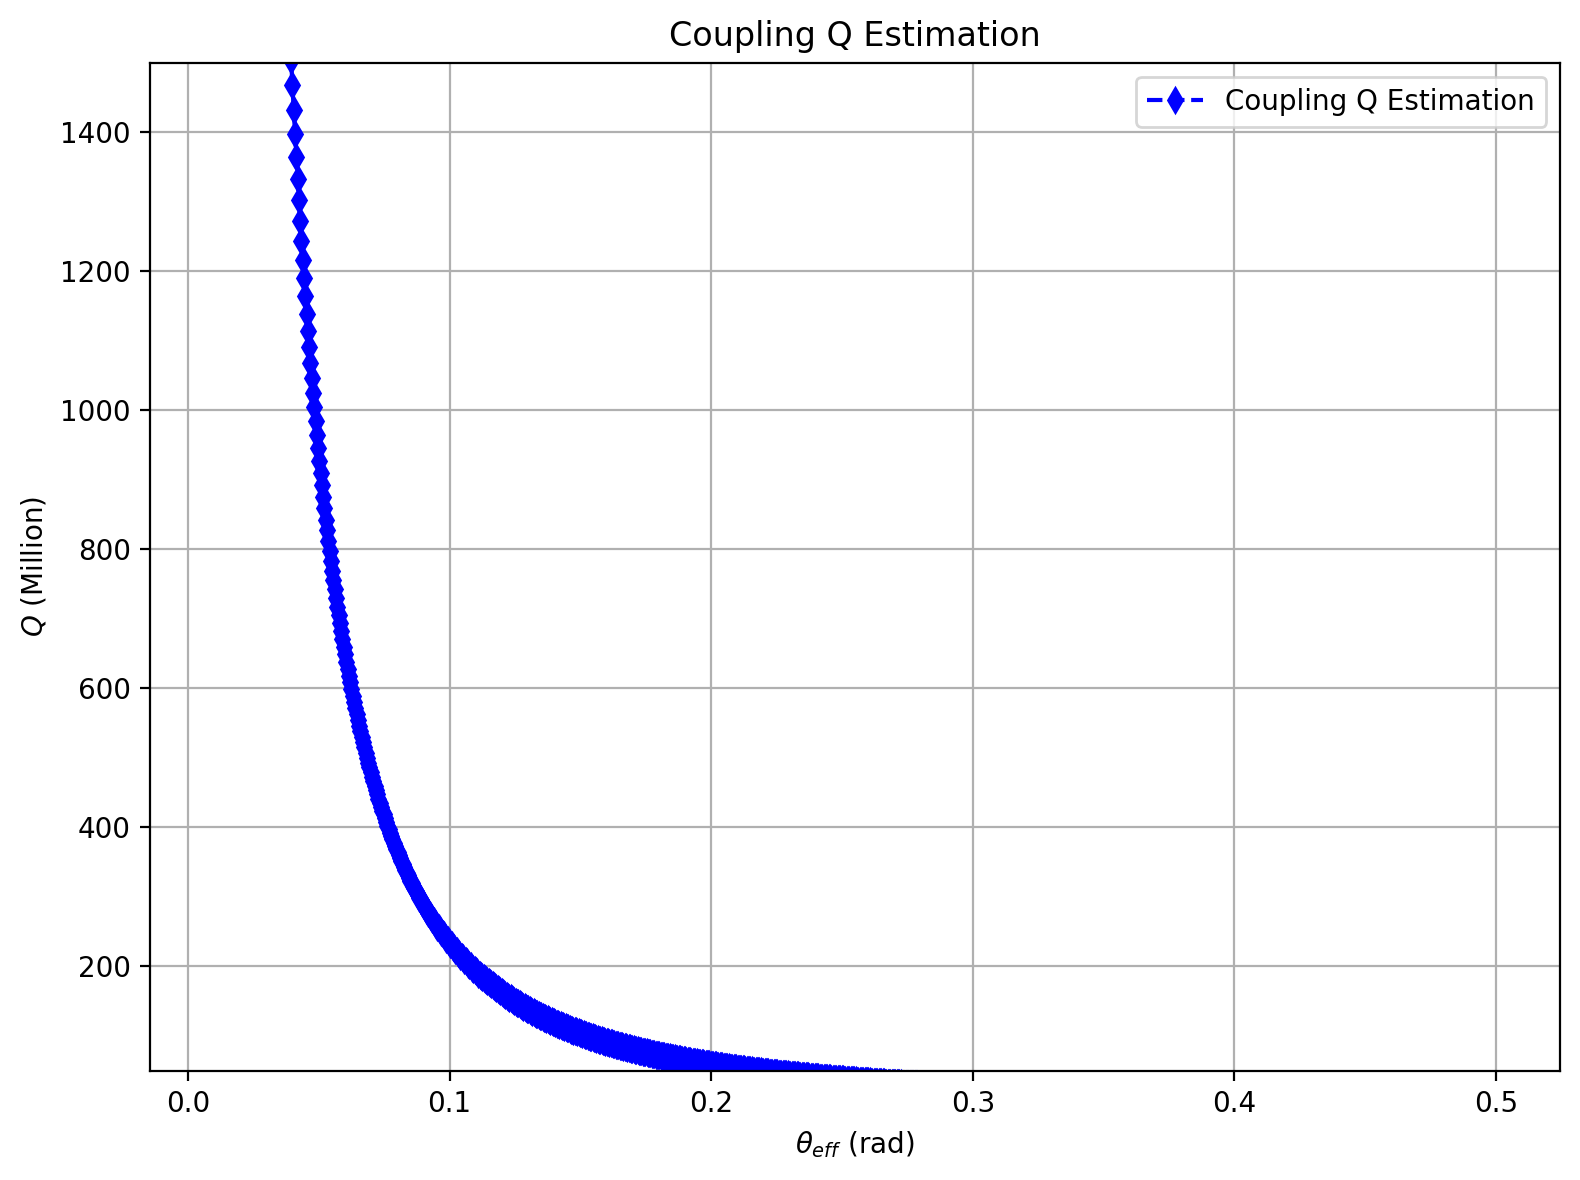 Coupling Q Estimation
Coupling Q Estimation
1400
1200
1000
800
600
400
200
Q (Million)
0.0 0.1 0.2 0.3 0.4 0.5
θeff (rad)